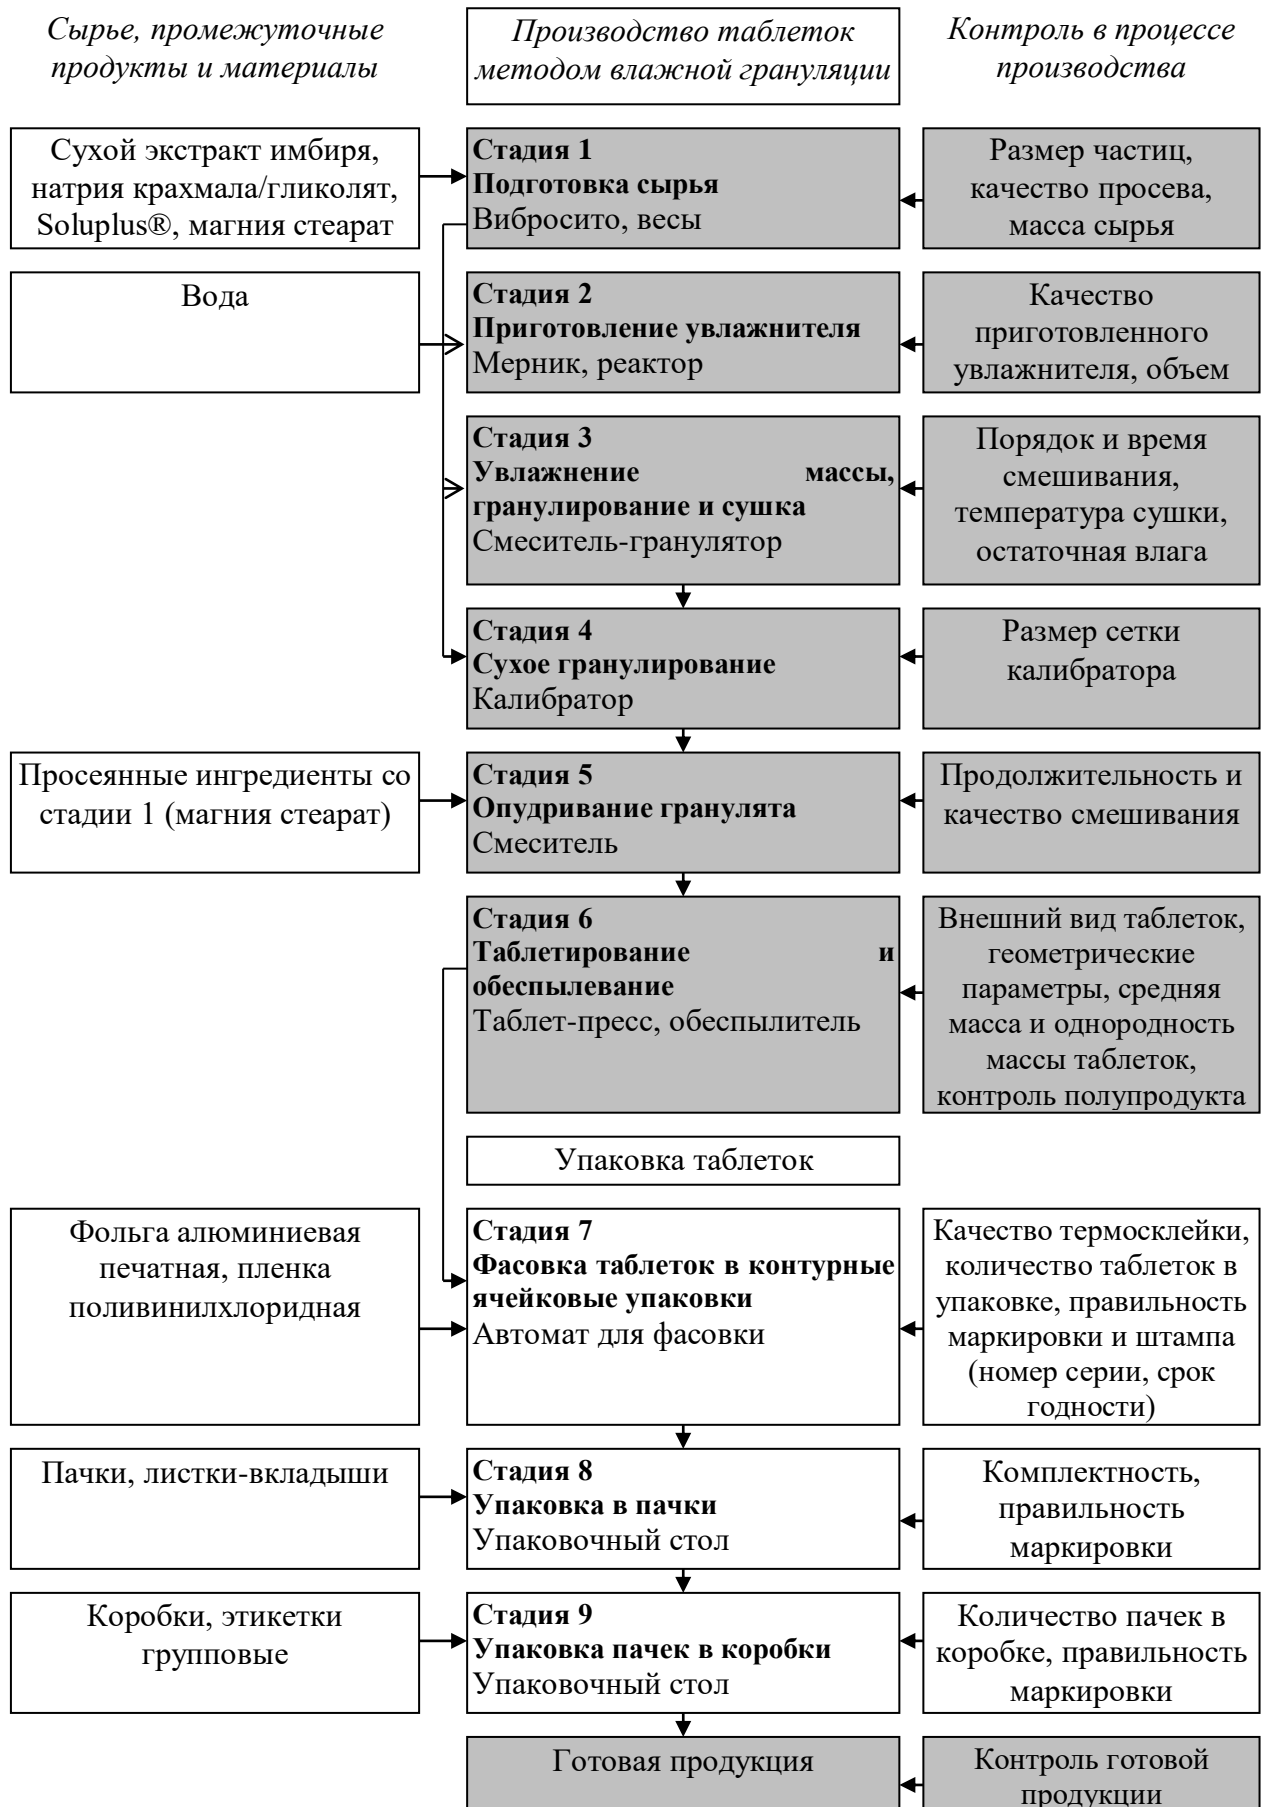 Сырье, промежуточные
продукты и материалы
Производство таблеток
методом влажной грануляции
Контроль в процессе
производства
Сухой экстракт имбиря,
натрия крахмала/гликолят,
Soluplus®, магния стеарат
Стадия 1
Подготовка сырья
Вибросито, весы
Размер частиц,
качество просева,
масса сырья
Вода
Стадия 2
Приготовление увлажнителя
Мерник, реактор
Качество
приготовленного
увлажнителя, объем
Стадия 3
Увлажнение массы,
гранулирование и сушка
Смеситель-гранулятор
Порядок и время
смешивания,
температура сушки,
остаточная влага
Стадия 4
Сухое гранулирование
Калибратор
Размер сетки
калибратора
Просеянные ингредиенты со
стадии 1 (магния стеарат)
Стадия 5
Опудривание гранулята
Смеситель
Продолжительность и
качество смешивания
Стадия 6
Таблетирование и
обеспылевание
Таблет-пресс, обеспылитель
Внешний вид таблеток,
геометрические
параметры, средняя
масса и однородность
массы таблеток,
контроль полупродукта
Упаковка таблеток
Фольга алюминиевая
печатная, пленка
поливинилхлоридная
Стадия 7
Фасовка таблеток в контурные
ячейковые упаковки
Автомат для фасовки
Качество термосклейки,
количество таблеток в
упаковке, правильность
маркировки и штампа
(номер серии, срок
годности)
Пачки, листки-вкладыши
Стадия 8
Упаковка в пачки
Упаковочный стол
Комплектность,
правильность
маркировки
Коробки, этикетки
групповые
Стадия 9
Упаковка пачек в коробки
Упаковочный стол
Количество пачек в
коробке, правильность
маркировки
Готовая продукция
Контроль готовой
продукции